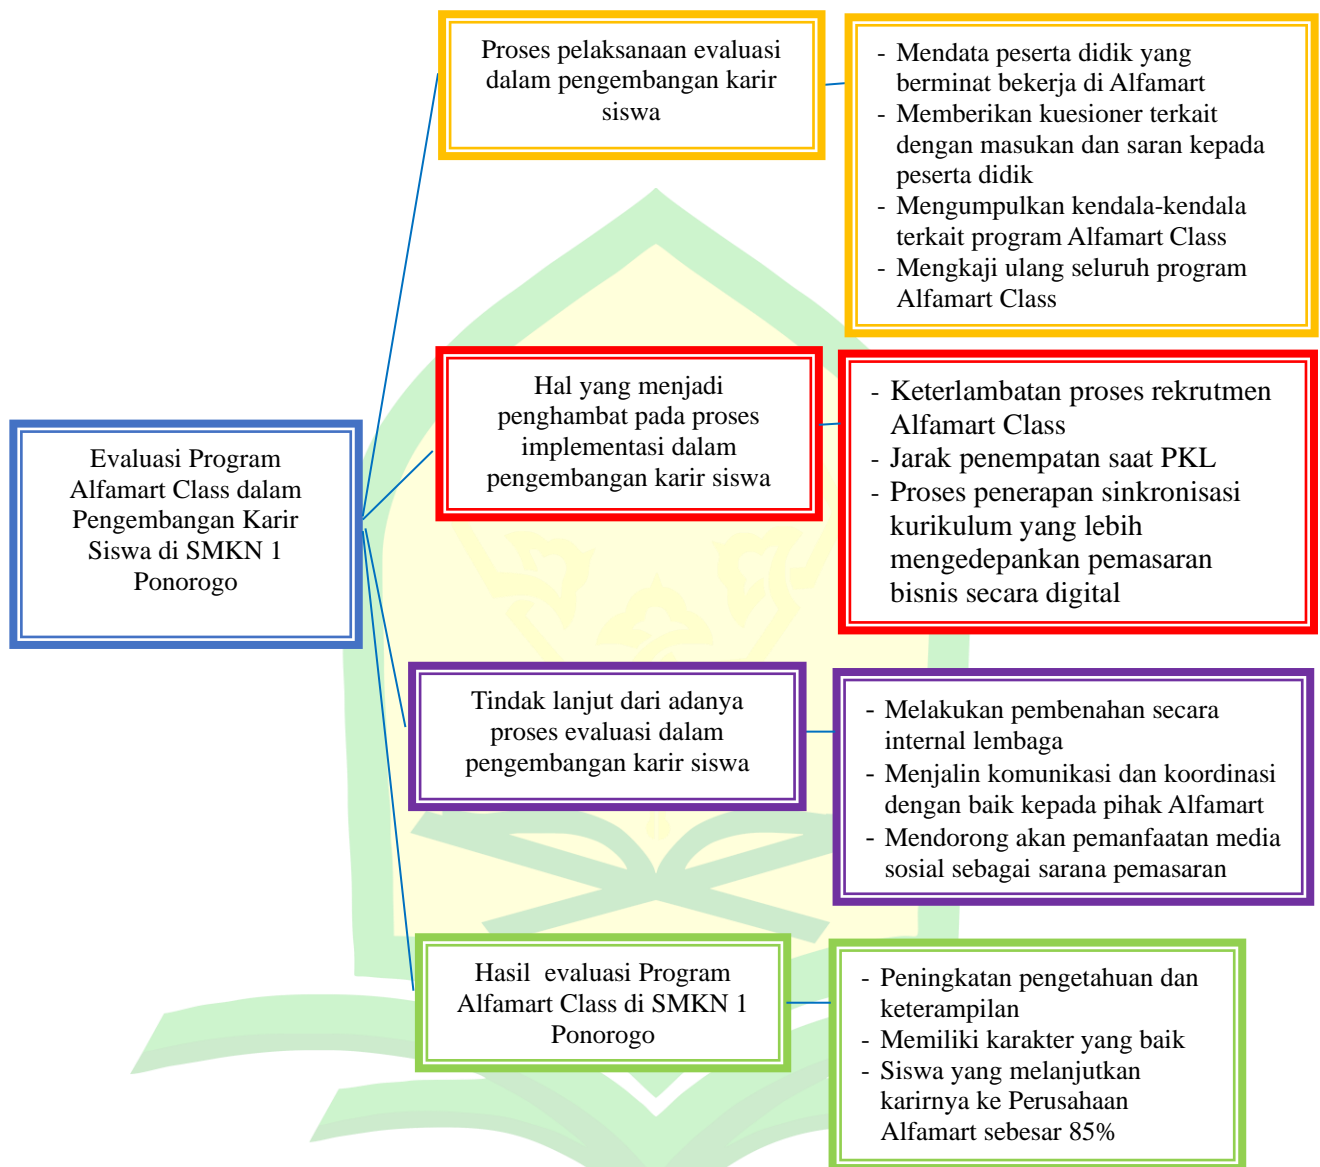 Evaluasi Program
Alfamart Class dalam
Pengembangan Karir
Siswa di SMKN 1
Ponorogo
Proses pelaksanaan evaluasi
dalam pengembangan karir
siswa
- Mendata peserta didik yang
berminat bekerja di Alfamart
- Memberikan kuesioner terkait
dengan masukan dan saran kepada
peserta didik
- Mengumpulkan kendala-kendala
terkait program Alfamart Class
- Mengkaji ulang seluruh program
Alfamart Class
Hal yang menjadi
penghambat pada proses
implementasi dalam
pengembangan karir siswa
- Keterlambatan proses rekrutmen
Alfamart Class
- Jarak penempatan saat PKL
- Proses penerapan sinkronisasi
kurikulum yang lebih
mengedepankan pemasaran
bisnis secara digital
Tindak lanjut dari adanya
proses evaluasi dalam
pengembangan karir siswa
- Melakukan pembenahan secara
internal lembaga
- Menjalin komunikasi dan koordinasi
dengan baik kepada pihak Alfamart
- Mendorong akan pemanfaatan media
sosial sebagai sarana pemasaran
Hasil evaluasi Program
Alfamart Class di SMKN 1
Ponorogo
- Peningkatan pengetahuan dan
keterampilan
- Memiliki karakter yang baik
- Siswa yang melanjutkan
karirnya ke Perusahaan
Alfamart sebesar 85%